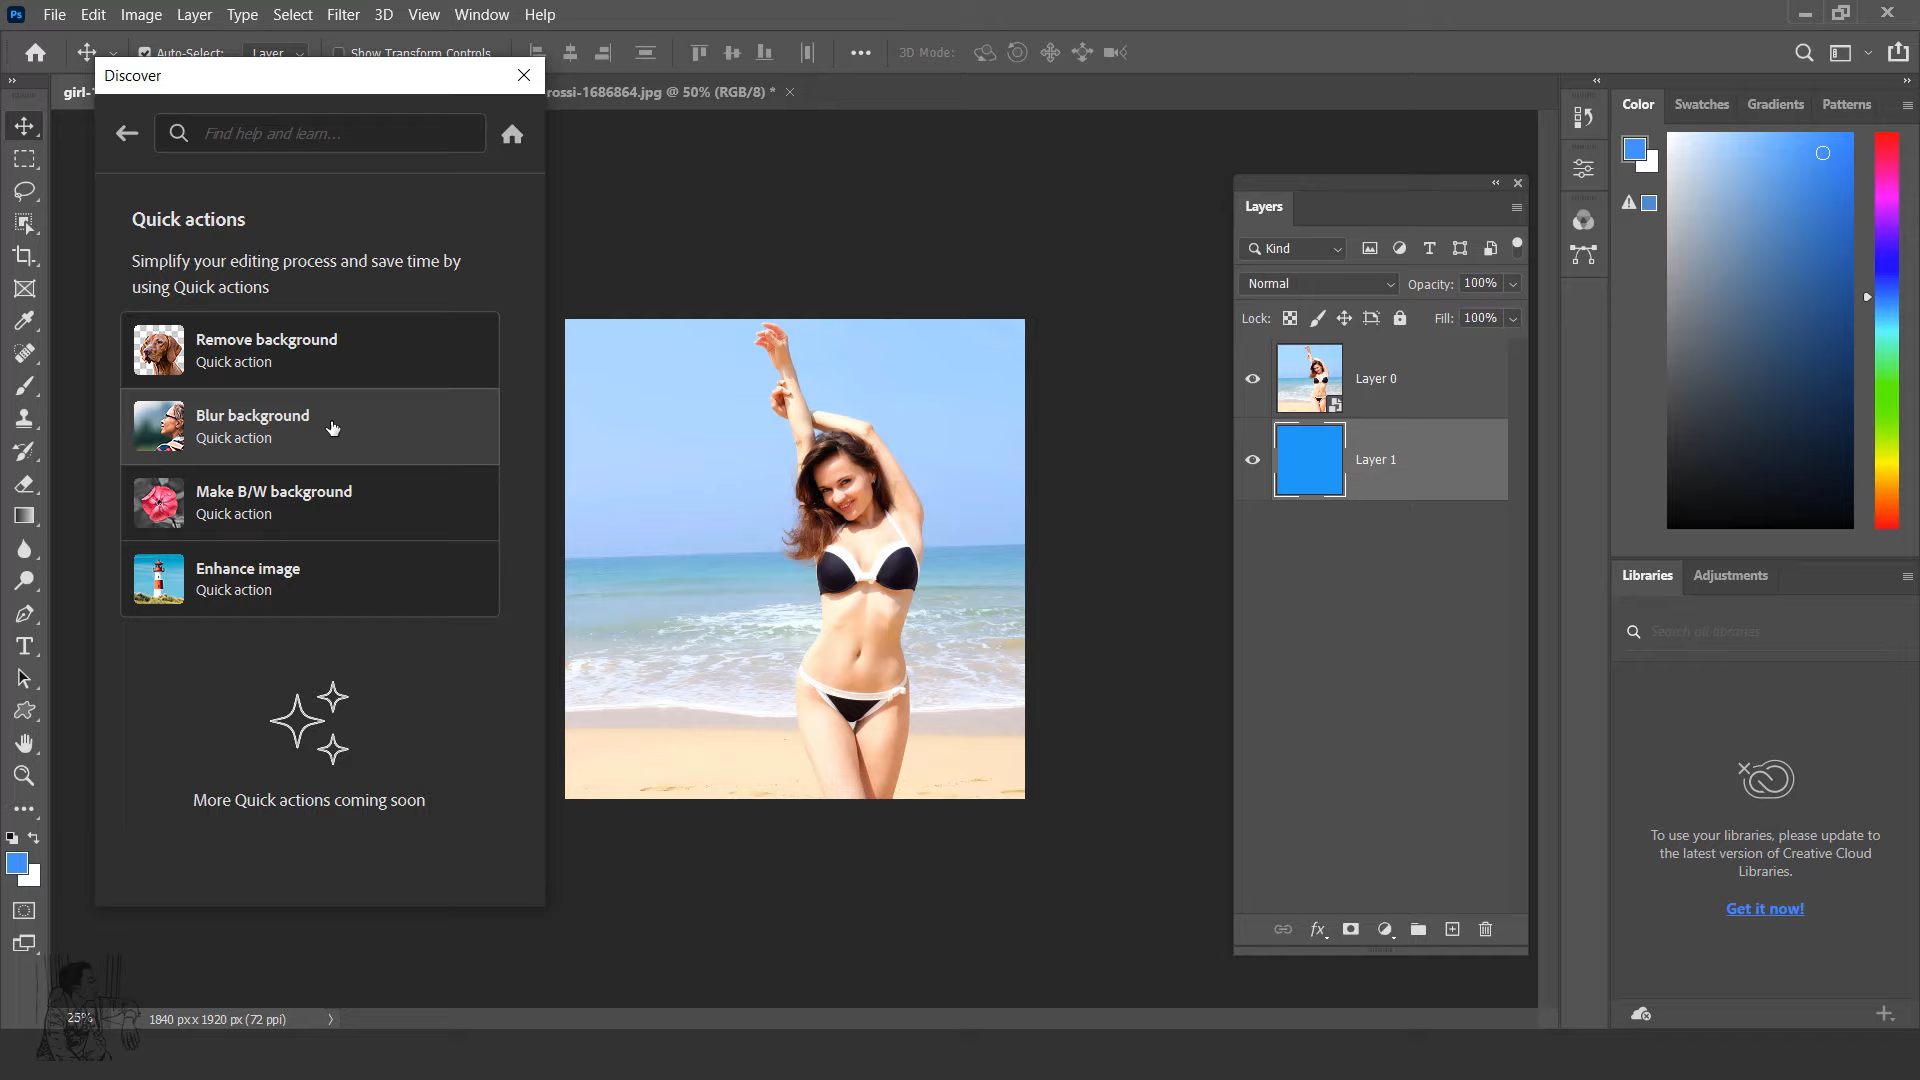 Ps File Edit Image Layer Type Select Filter 3D View Window Help
Auto-Select: Layer Show Transform Controls 3D Mode:
Discover
girl- rossi-1686864.jpg @ 50% (RGB/8) *
Find help and learn...
Quick actions
Simplify your editing process and save time by
using Quick actions
Remove background
Quick action
Blur background
Quick action
Make B/W background
Quick action
Enhance image
Quick action
More Quick actions coming soon
25% 1840 px x 1920 px (72 ppi)
Layers
Kind
Normal Opacity: 100%
Lock: Fill: 100%
Layer 0
Layer 1
fx
Color Swatches Gradients Patterns
Libraries Adjustments
Search all libraries
To use your libraries, please update to
the latest version of Creative Cloud
Libraries.
Get it now!